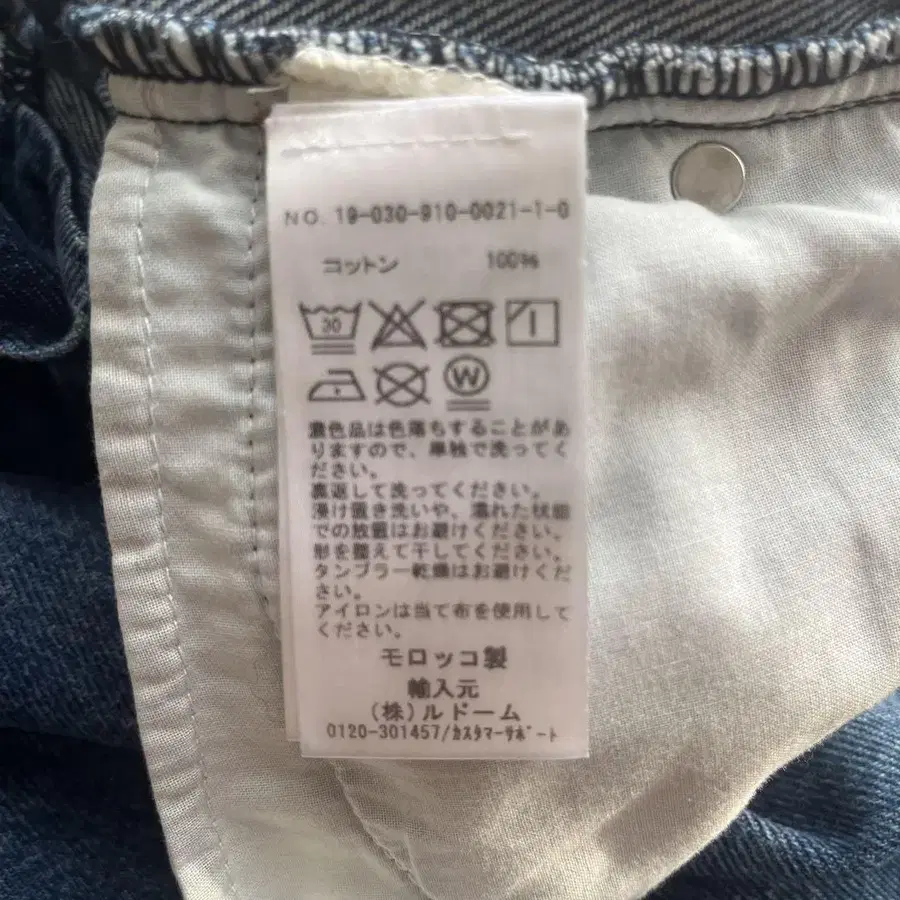 NO. 19-030-910-0021-1-0
コットン 100%
30
W
濃色品は色落ちすることがあ
りますので、単独で洗ってく
ださい。
裏返して洗ってください。
浸け置き洗いや、濡れた状態
での放置はお避けください。
形を整えて干してください。
タンブラー乾燥はお避けくだ
さい。
アイロンは当て布を使用して
ください。
モロッコ製
輸入元
(株)ルドーム
0120-301457/ｶｽﾀﾏｰｻﾎﾟｰﾄ